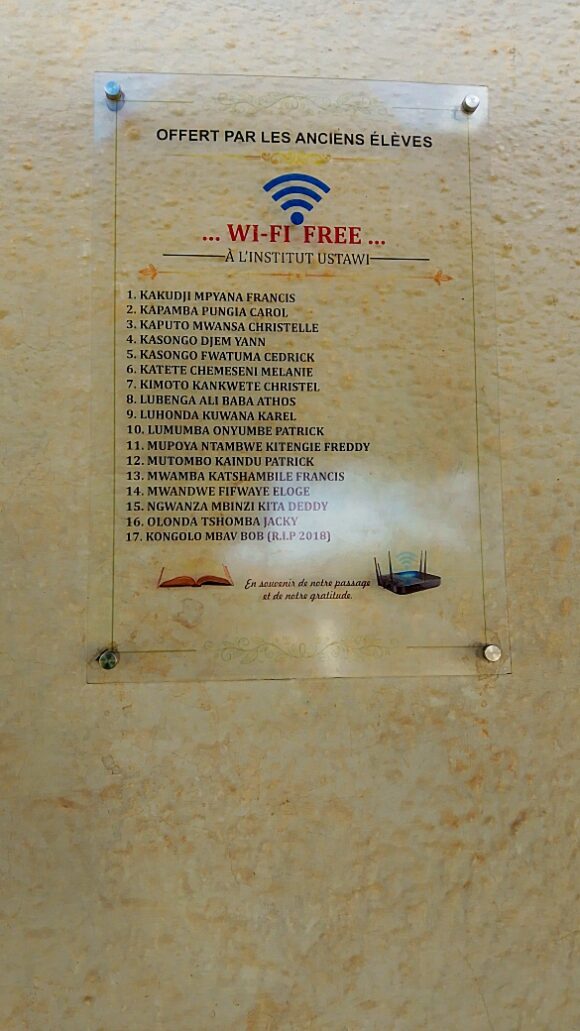 OFFERT PAR LES ANCIENS ÉLÈVES
... WI-FI FREE ...
À L'INSTITUT USTAWI
1. KAKUDJI MPYANA FRANCIS
2. KAPAMBA PUNGIA CAROL
3. KAPUTO MWANSA CHRISTELLE
4. KASONGO DJEM YANN
5. KASONGO FWATUMA CEDRICK
6. KATETE CHEMESENI MELANIE
7. KIMOTO KANKWETE CHRISTEL
8. LUBENGA ALI BABA ATHOS
9. LUHONDA KUWANA KAREL
10. LUMUMBA ONYUMBE PATRICK
11. MUPOYA NTAMBWE KITENGIE FREDDY
12. MUTOMBO KAINDU PATRICK
13. MWAMBA KATSHAMBILE FRANCIS
14. MWANDWE FIFWAYE ELOGE
15. NGWANZA MBINZI KITA DEDDY
16. OLONDA TSHOMBA JACKY
17. KONGOLO MBAV BOB (R.I.P 2018)
En souvenir de notre passage
et de notre gratitude.